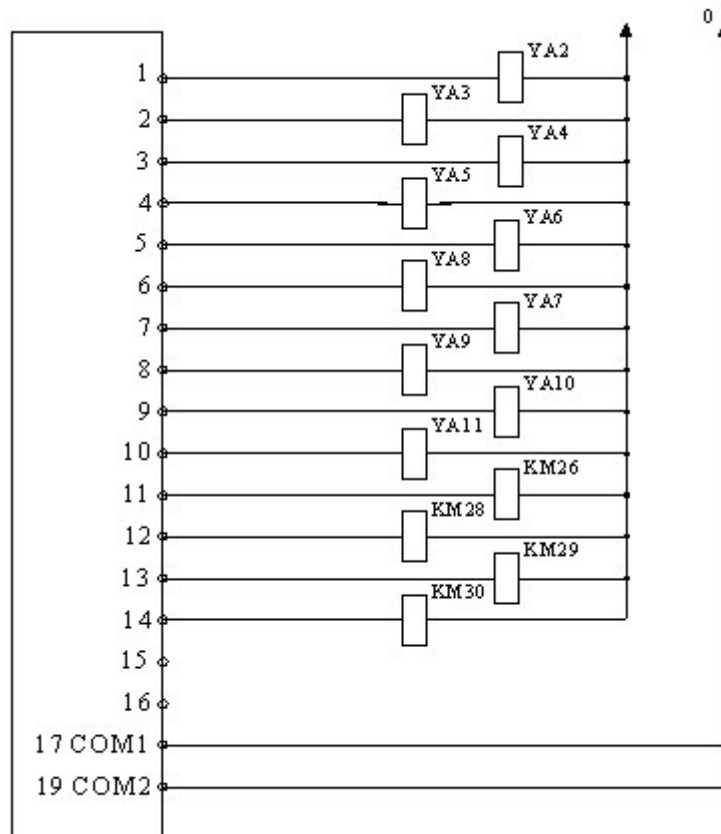 0
1 YA2
2 YA3
3 YA4
4 YA5
5 YA6
6 YA8
7 YA7
8 YA9
9 YA10
10 YA11
11 KM26
12 KM28
13 KM29
14 KM30
15
16
17 COM1
19 COM2